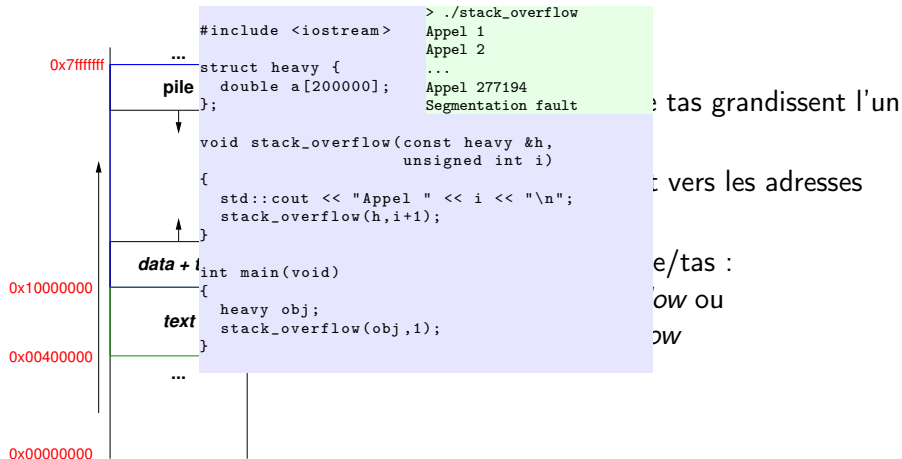 ...
0x7fffffff
pile
data + t
0x10000000
text
0x00400000
...
0x00000000
#include <iostream>
struct heavy {
  double a[200000];
};
void stack_overflow(const heavy &h,
                    unsigned int i)
{
  std::cout << "Appel " << i << "\n";
  stack_overflow(h,i+1);
}
int main(void)
{
  heavy obj;
  stack_overflow(obj,1);
}
> ./stack_overflow
Appel 1
Appel 2
...
Appel 277194
Segmentation fault
tas grandissent l'un
vers les adresses
e/tas :
ow ou
ow